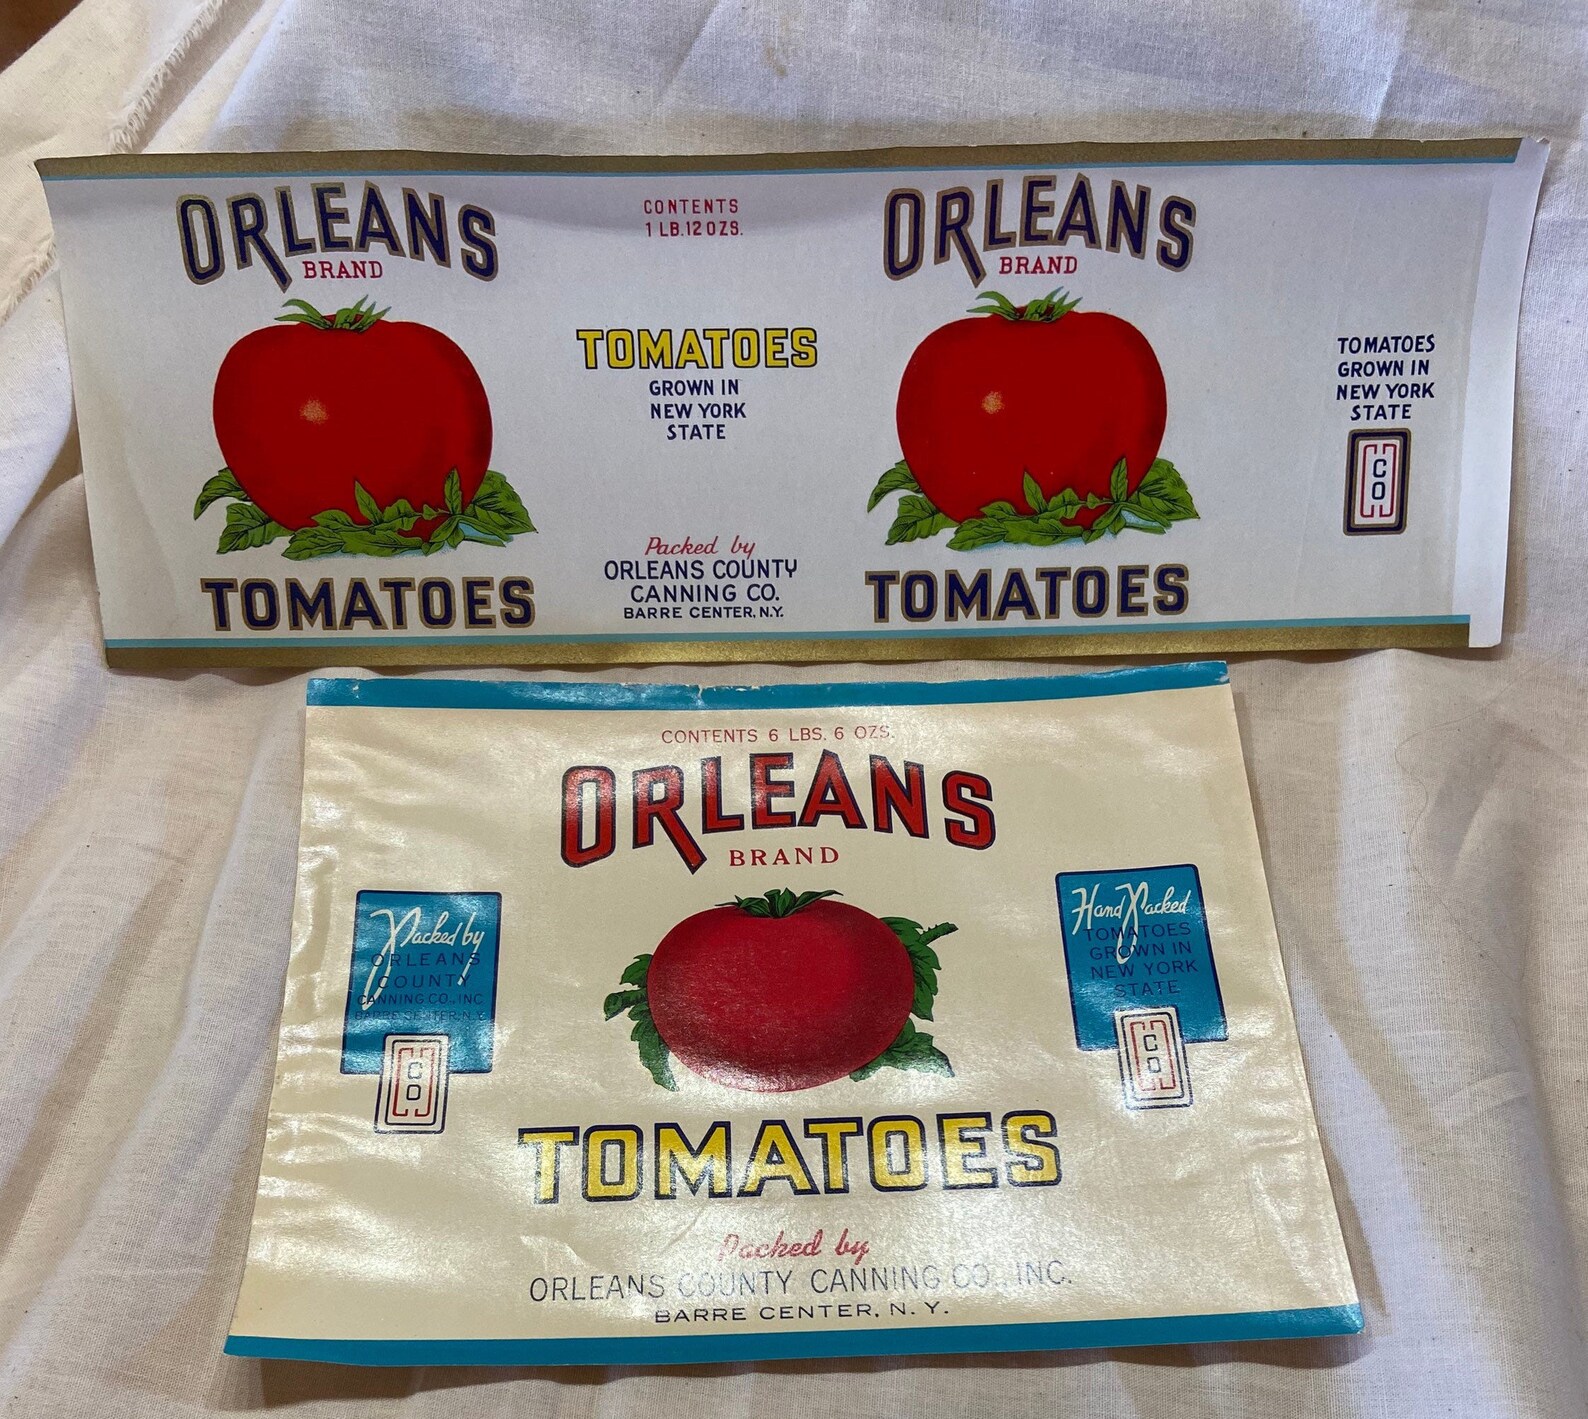 ORLEANS
BRAND
TOMATOES
CONTENTS
1 LB. 12 OZS.
TOMATOES
GROWN IN
NEW YORK
STATE
Packed by
ORLEANS COUNTY
CANNING CO.
BARRE CENTER, N.Y.
ORLEANS
BRAND
TOMATOES
TOMATOES
GROWN IN
NEW YORK
STATE
CO
CONTENTS 6 LBS. 6 OZS.
ORLEANS
BRAND
Packed by
ORLEANS
COUNTY
CANNING CO., INC
BARRE CENTER, N.Y.
CO
Hand Packed
TOMATOES
GROWN IN
NEW YORK
STATE
CO
TOMATOES
Packed by
ORLEANS COUNTY CANNING CO., INC.
BARRE CENTER, N. Y.